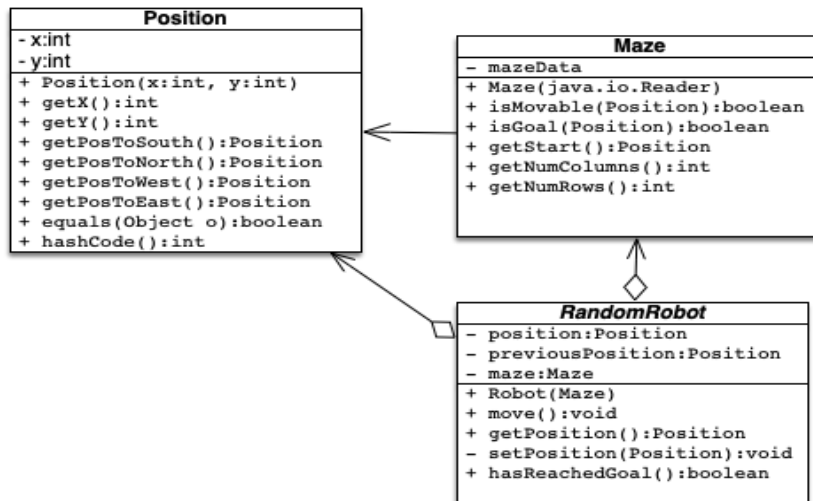 Position
- x:int
- y:int
+ Position(x:int, y:int)
+ getX():int
+ getY():int
+ getPosToSouth():Position
+ getPosToNorth():Position
+ getPosToWest():Position
+ getPosToEast():Position
+ equals(Object o):boolean
+ hashCode():int
Maze
- mazeData
+ Maze(java.io.Reader)
+ isMovable(Position):boolean
+ isGoal(Position):boolean
+ getStart():Position
+ getNumColumns():int
+ getNumRows():int
RandomRobot
- position:Position
- previousPosition:Position
- maze:Maze
+ Robot(Maze)
+ move():void
+ getPosition():Position
- setPosition(Position):void
+ hasReachedGoal():boolean